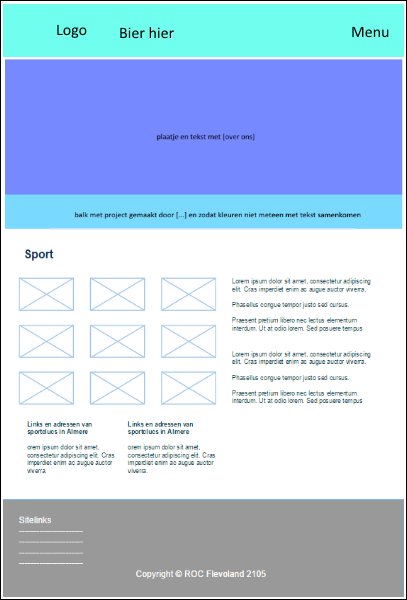 Logo Bier hier Menu
plaatje en tekst met [over ons]
balk met project gemaakt door [...] en zodat kleuren niet meteen met tekst samenkomen
Sport
Lorem ipsum dolor sit amet, consectetur adipiscing
elit. Cras imperdiet enim ac augue auctor viverra.
Phasellus congue tempor justo sed cursus.
Praesent pretium libero nec lectus elementum
interdum. Ut at odio lorem. Sed posuere tempus
Lorem ipsum dolor sit amet, consectetur adipiscing
elit. Cras imperdiet enim ac augue auctor viverra.
Phasellus congue tempor justo sed cursus.
Praesent pretium libero nec lectus elementum
interdum. Ut at odio lorem. Sed posuere tempus
Links en adressen van
sportclucs in Almere
orem ipsum dolor sit amet,
consectetur adipiscing elit. Cras
imperdiet enim ac augue auctor
viverra.
Links en adressen van
sportclucs in Almere
orem ipsum dolor sit amet,
consectetur adipiscing elit. Cras
imperdiet enim ac augue auctor
viverra.
Sitelinks
Copyright © ROC Flevoland 2105